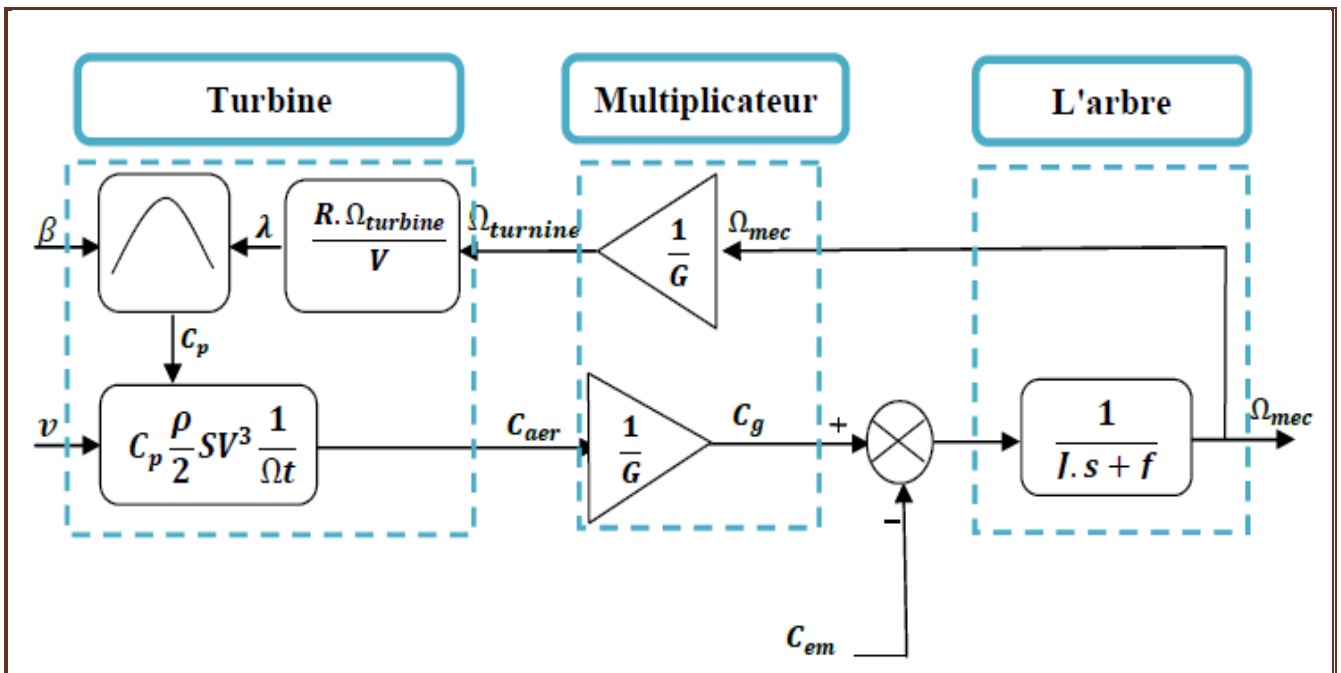 Turbine
Multiplicateur
L'arbre
β
λ
R.Ω_turbine
V
Ω_turnine
1
G
Ω_mec
C_p
v
C_p ρ/2 SV³ 1/Ωt
C_aer
1
G
C_g
+
−
1
J.s + f
Ω_mec
C_em